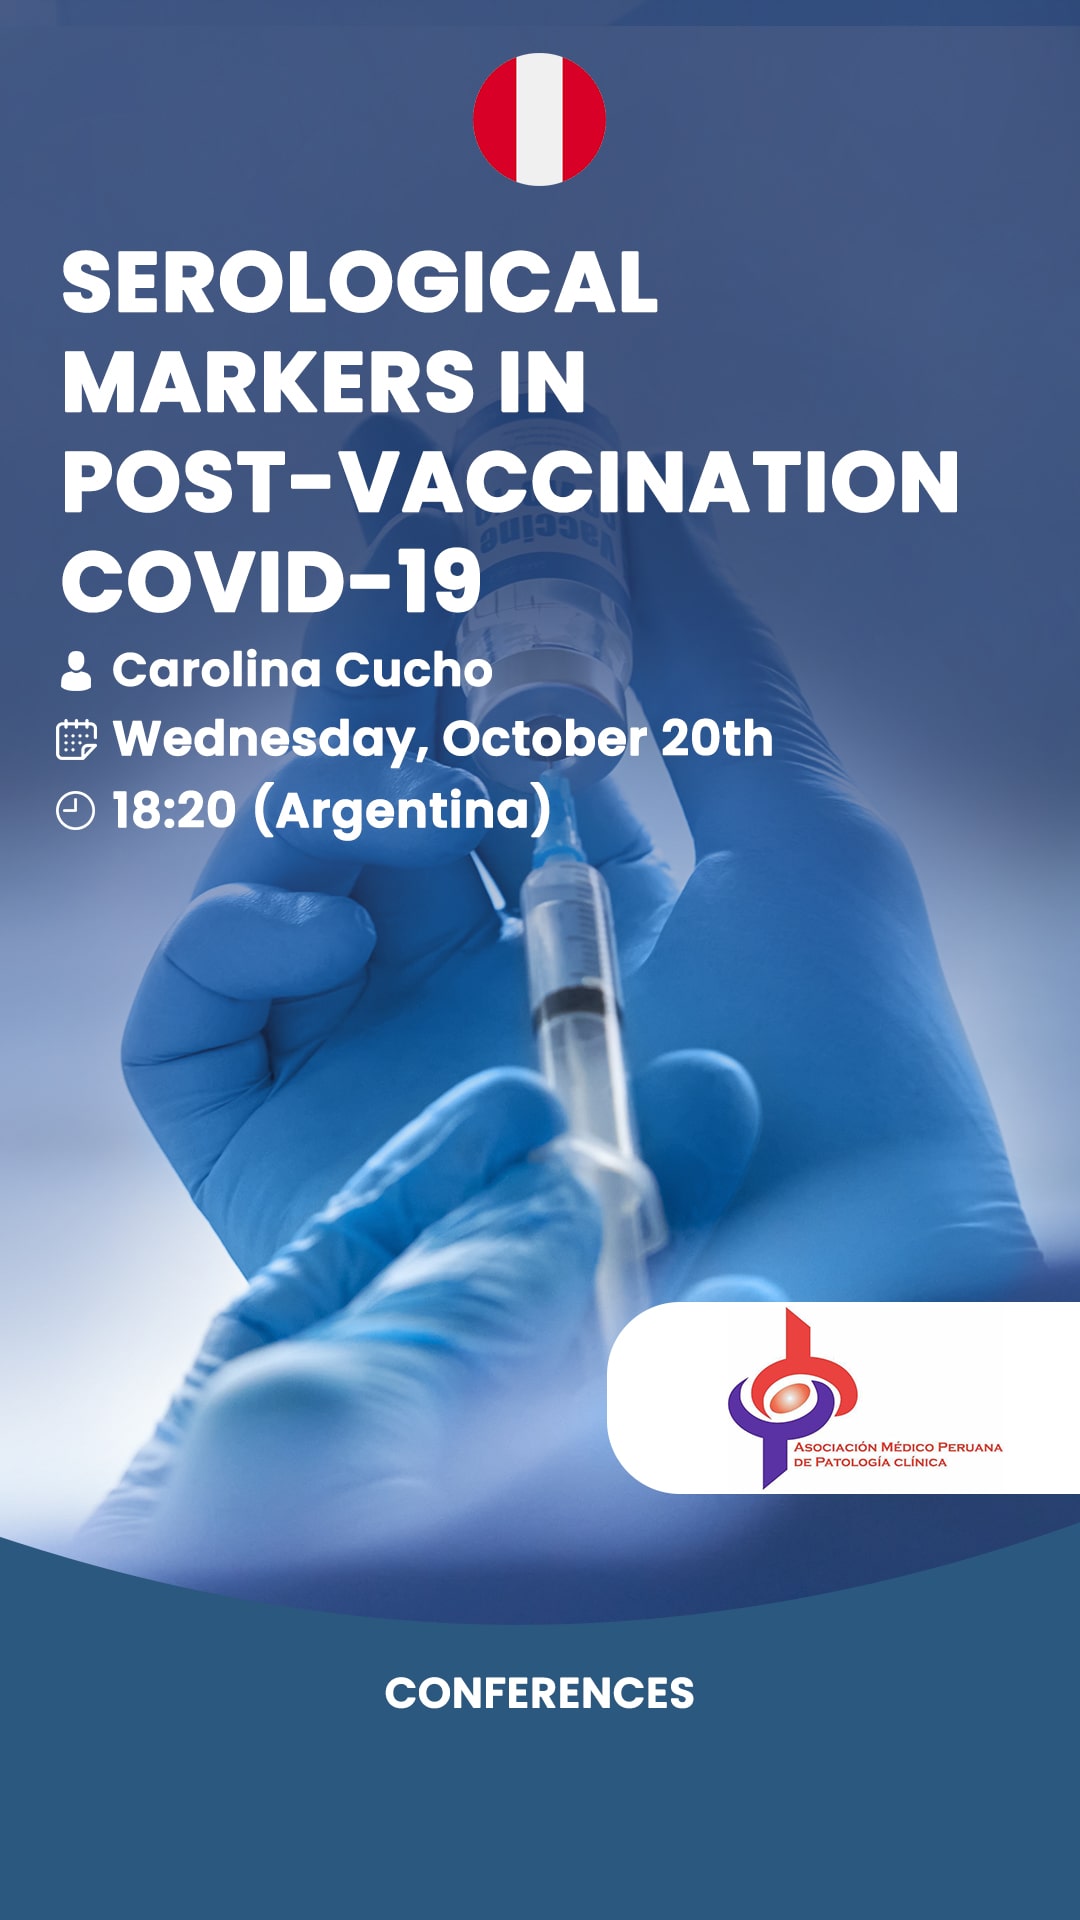 SEROLOGICAL
MARKERS IN
POST-VACCINATION
COVID-19
Carolina Cucho
Wednesday, October 20th
18:20 (Argentina)
Vaccine
ASOCIACIÓN MÉDICO PERUANA
DE PATOLOGÍA CLÍNICA
CONFERENCES